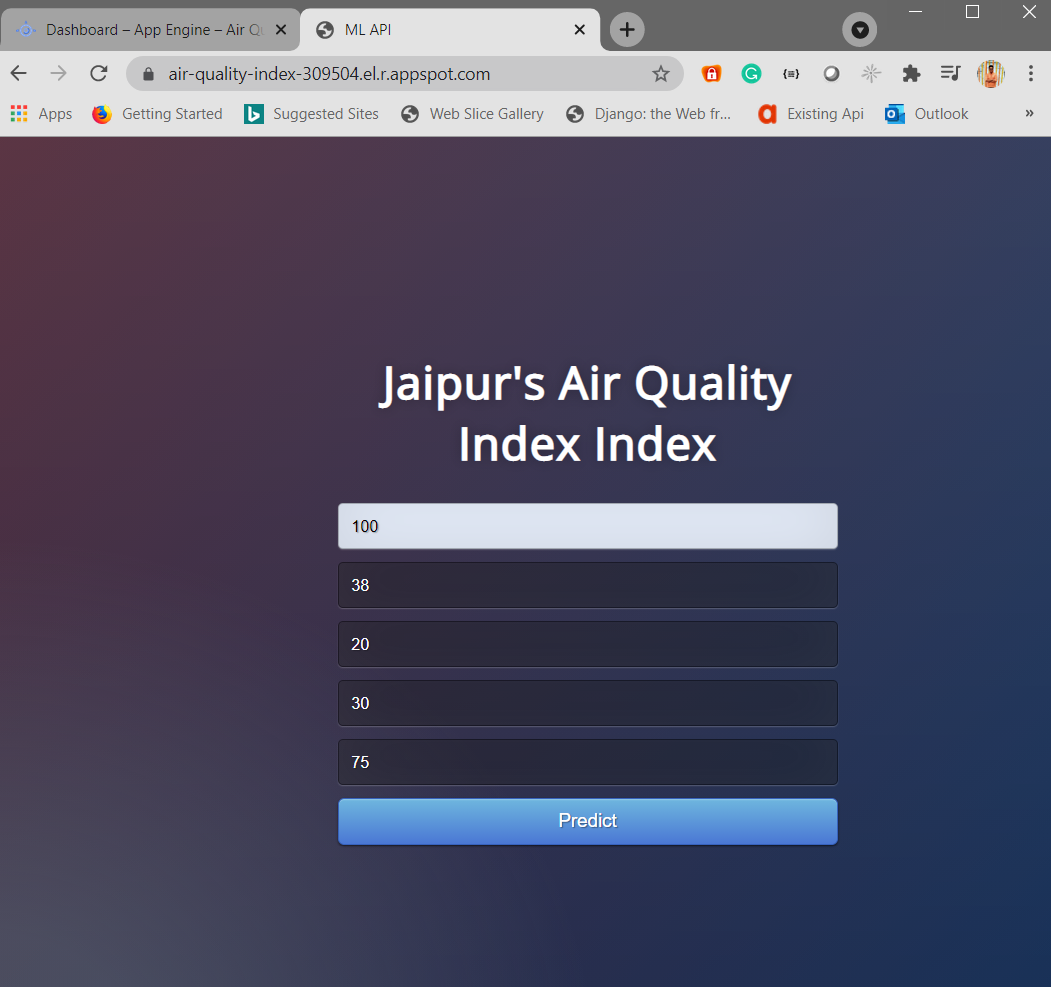 Dashboard – App Engine – Air Q
ML API
air-quality-index-309504.el.r.appspot.com
Apps Getting Started Suggested Sites Web Slice Gallery Django: the Web fr... Existing Api Outlook »
Jaipur's Air Quality
Index Index
100
38
20
30
75
Predict